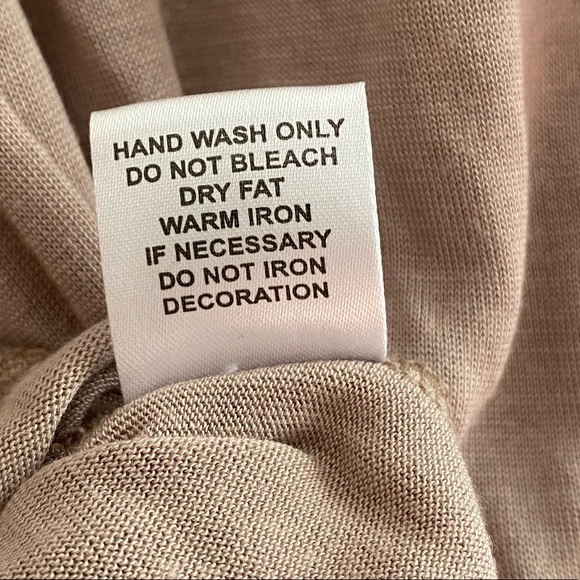 HAND WASH ONLY
DO NOT BLEACH
DRY FAT
WARM IRON
IF NECESSARY
DO NOT IRON
DECORATION